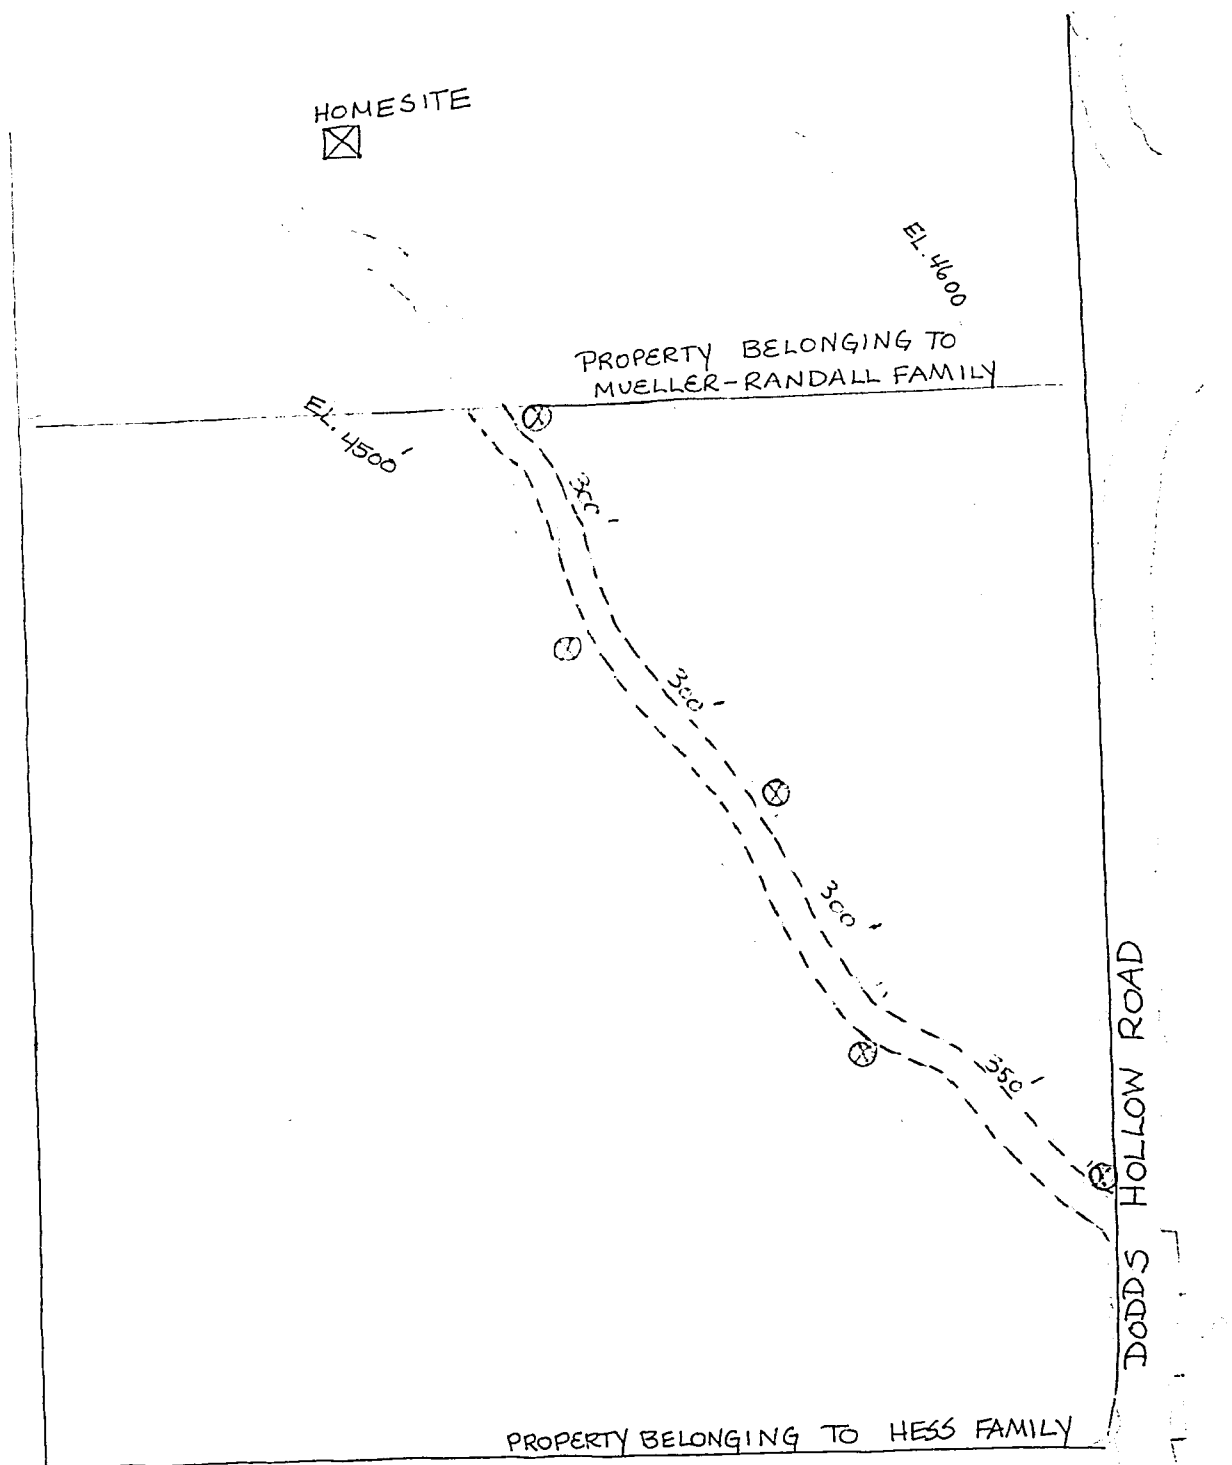 HOMESITE
EL. 4600
PROPERTY BELONGING TO
MUELLER-RANDALL FAMILY
EL. 4500'
300'
300'
300'
350'
DODDS HOLLOW ROAD
PROPERTY BELONGING TO HESS FAMILY